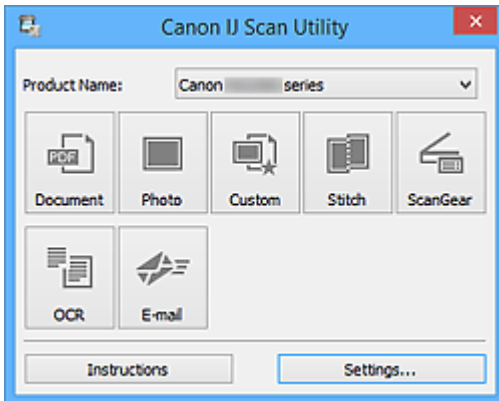 Canon IJ Scan Utility
Product Name: Canon series
PDF
Document Photo Custom Stitch ScanGear
OCR E-mail
Instructions Settings...